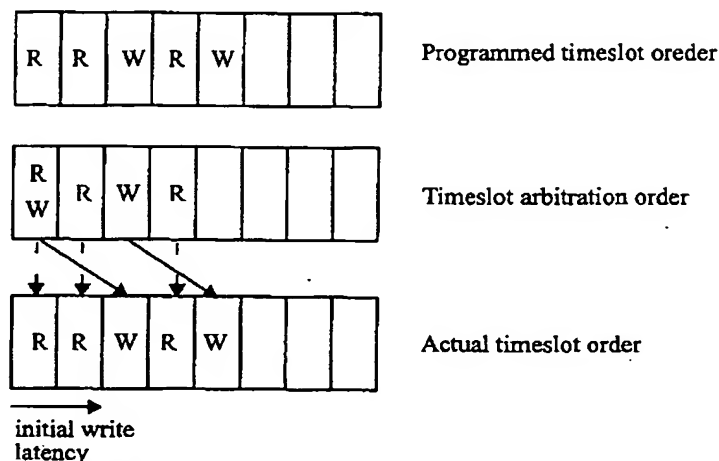 R R W R W Programmed timeslot oreder
R
W R W R Timeslot arbitration order
R R W R W Actual timeslot order
initial write
latency